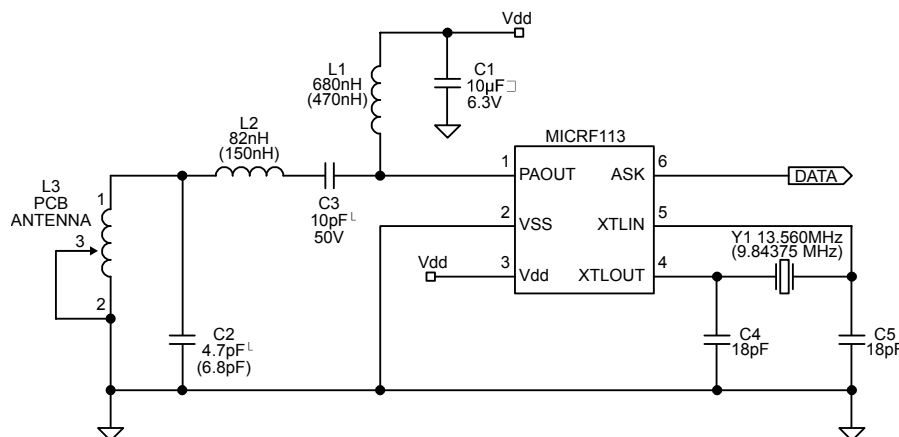 Vdd
L1
680nH
(470nH)
C1
10µF
6.3V
L2
82nH
(150nH)
MICRF113
1
PAOUT
ASK
6
DATA
L3
PCB
ANTENNA
1
3
2
C3
10pF
50V
2
VSS
XTLIN
5
Vdd
3
Vdd
XTLOUT
4
Y1 13.560MHz
(9.84375 MHz)
C2
4.7pF
(6.8pF)
C4
18pF
C5
18pF